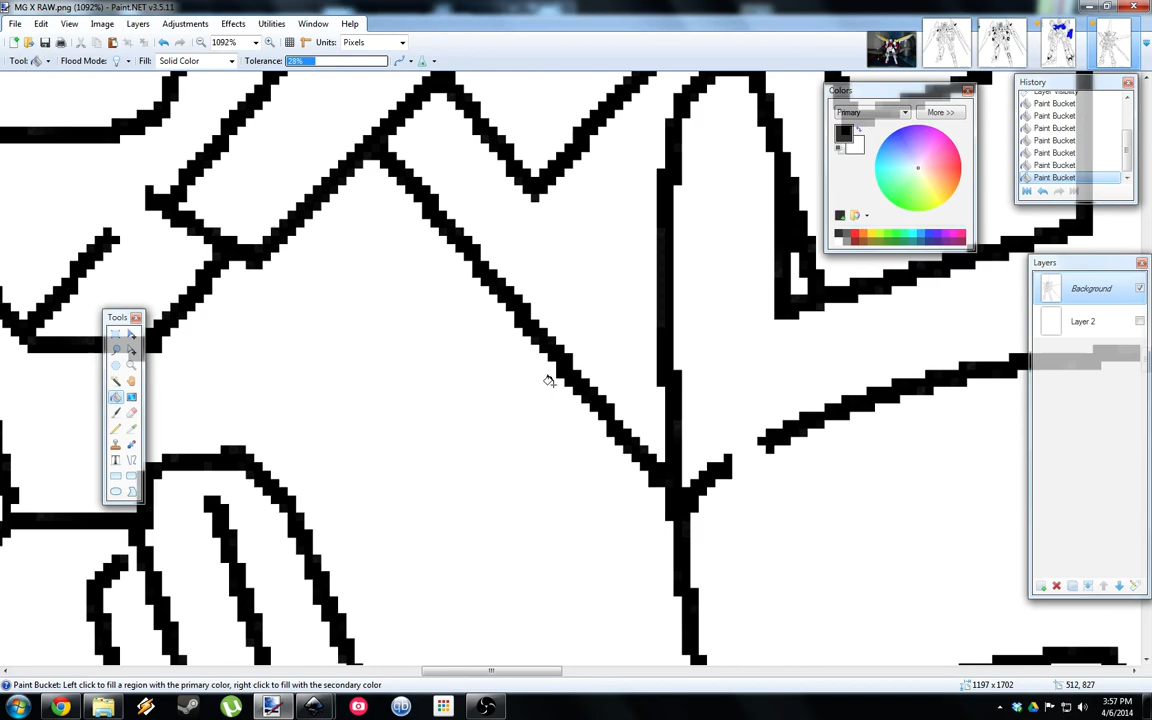 MG X RAW.png (1092%) - Paint.NET v3.5.11
File Edit View Image Layers Adjustments Effects Utilities Window Help
1092% Units: Pixels
Tool: Flood Mode: Fill: Solid Color Tolerance: 28%
Colors
Primary More >>
History
Layer Visibility
Paint Bucket
Paint Bucket
Paint Bucket
Paint Bucket
Paint Bucket
Paint Bucket
Paint Bucket
Layers
Background
Layer 2
Tools
Paint Bucket: Left click to fill a region with the primary color, right click to fill with the secondary color
1197 x 1702
512, 827
3:57 PM
4/6/2014